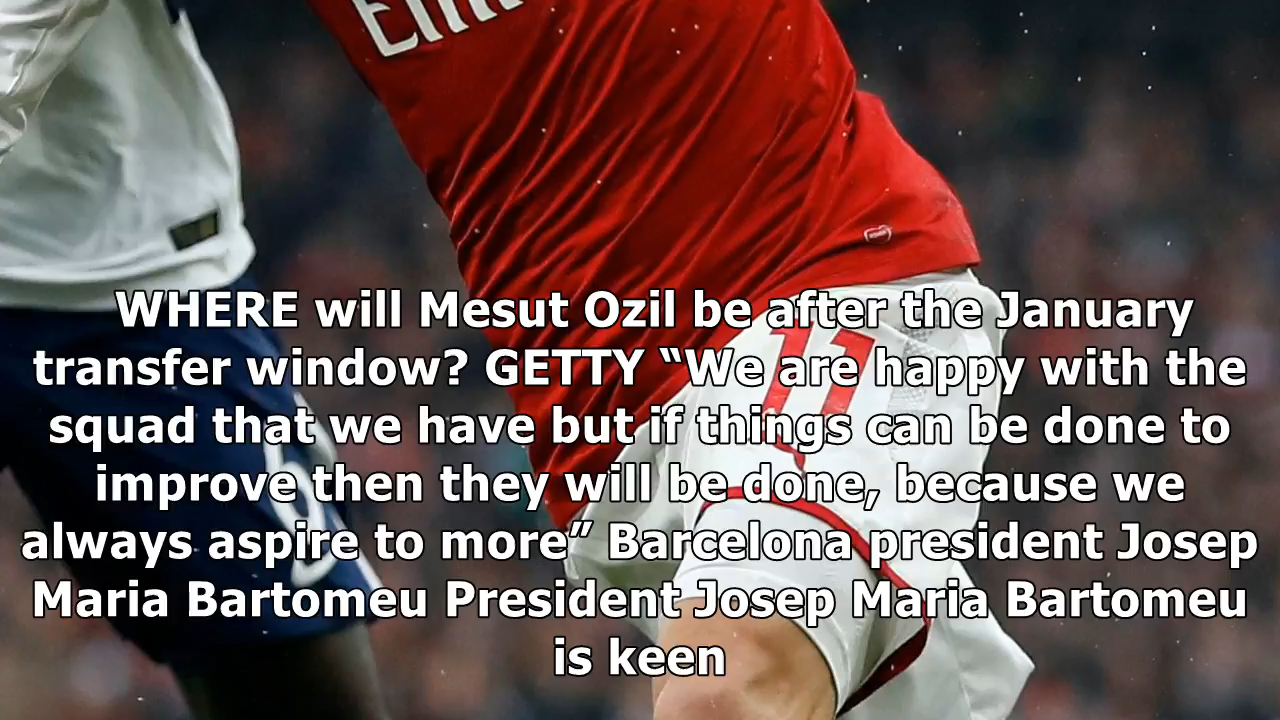 WHERE will Mesut Ozil be after the January
transfer window? GETTY “We are happy with the
squad that we have but if things can be done to
improve then they will be done, because we
always aspire to more” Barcelona president Josep
Maria Bartomeu President Josep Maria Bartomeu
is keen
11